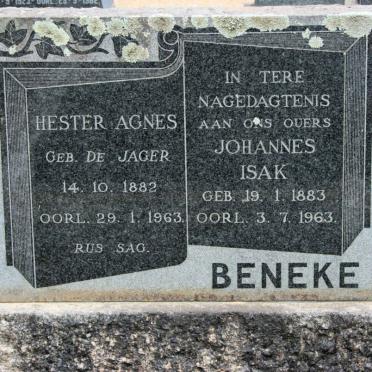 HESTER AGNES
GEB. DE JAGER
14. 10. 1882
OORL. 29. 1. 1963.
RUS SAG.
IN TERE
NAGEDAGTENIS
AAN ONS OUERS
JOHANNES
ISAK
GEB. 19. 1. 1883
OORL. 3. 7. 1963.
BENEKE